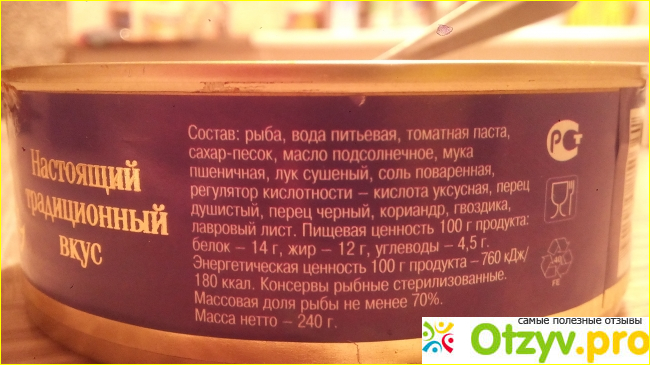 Настоящий
традиционный
вкус
Состав: рыба, вода питьевая, томатная паста,
сахар-песок, масло подсолнечное, мука
пшеничная, лук сушеный, соль поваренная,
регулятор кислотности – кислота уксусная, перец
душистый, перец черный, кориандр, гвоздика,
лавровый лист. Пищевая ценность 100 г продукта:
белок – 14 г, жир – 12 г, углеводы – 4,5 г.
Энергетическая ценность 100 г продукта – 760 кДж/
180 ккал. Консервы рыбные стерилизованные.
Массовая доля рыбы не менее 70%.
Масса нетто – 240 г.
РСт
40
FE
самые полезные отзывы
Otzyv.pro